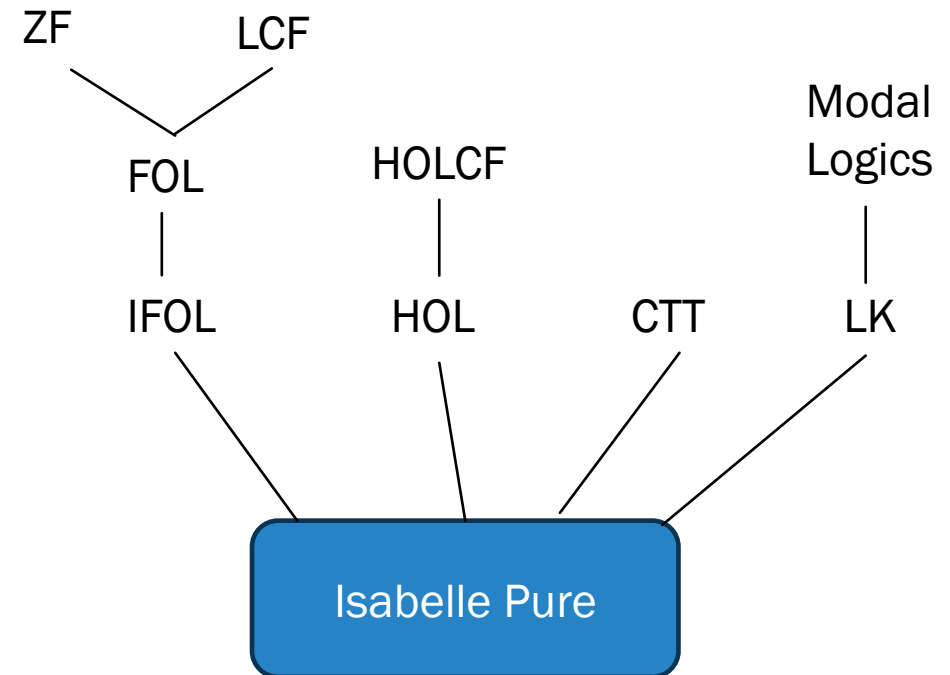 ZF
LCF
Modal
Logics
FOL
HOLCF
IFOL
HOL
CTT
LK
Isabelle Pure